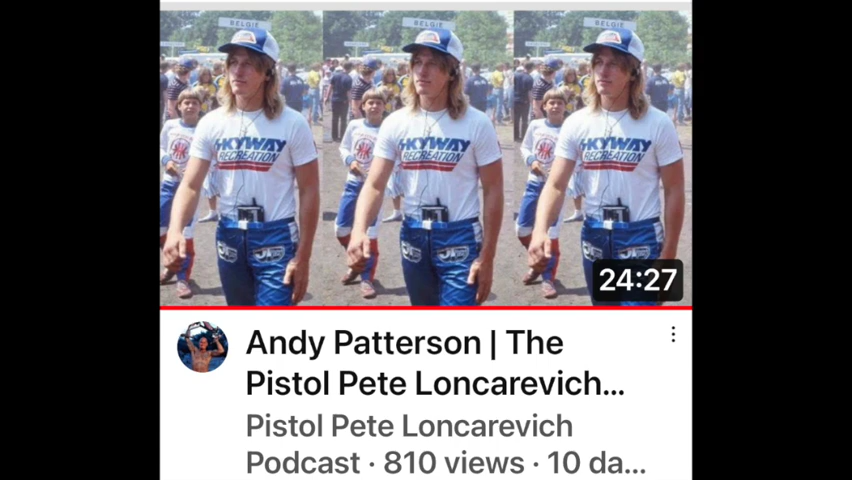 BELGIE BELGIE BELGIE
SKYWAY SKYWAY SKYWAY
RECREATION RECREATION RECREATION
24:27
Andy Patterson | The
Pistol Pete Loncarevich...
Pistol Pete Loncarevich
Podcast · 810 views · 10 da...